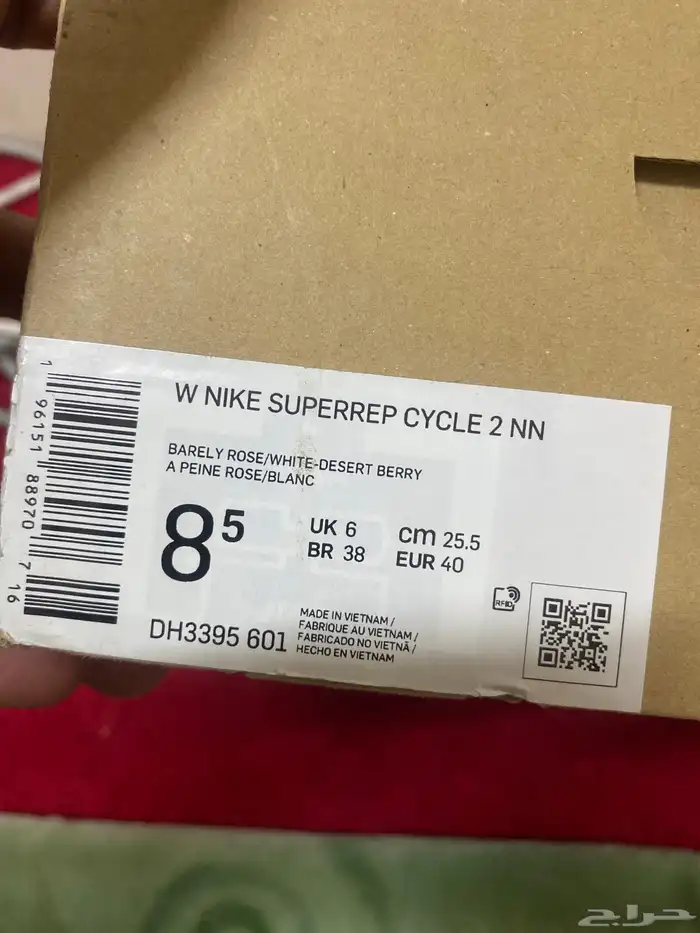 W NIKE SUPERREP CYCLE 2 NN
BARELY ROSE/WHITE-DESERT BERRY
A PEINE ROSE/BLANC
8⁵
UK 6 cm 25.5
BR 38 EUR 40
DH3395 601
MADE IN VIETNAM /
FABRIQUE AU VIETNAM /
FABRICADO NO VIETNÃ /
HECHO EN VIETNAM
RFID
1 96151 88970 7 16
حراج